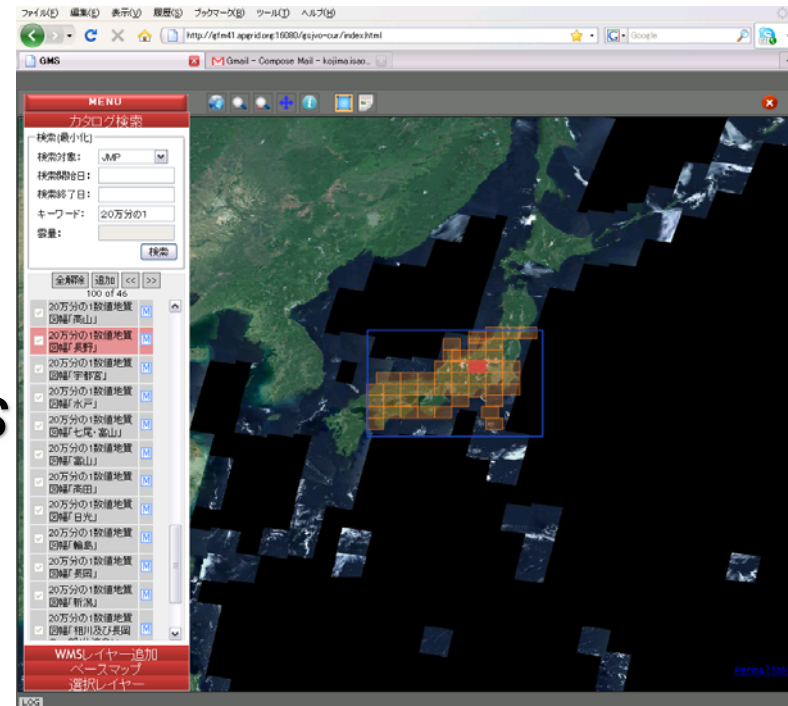 ファイル(F) 編集(E) 表示(V) 履歴(S) ブックマーク(B) ツール(T) ヘルプ(H)
http://gfm41.apgrid.org:16080/gsjvo-cur/index.html
Google
GMS
Gmail - Compose Mail - kojima.isao...
MENU
カタログ検索
検索(最小化)
検索対象: JMP
検索開始日:
検索終了日:
キーワード: 20万分の1
雲量:
検索
全解除 追加 << >>
100 of 46
20万分の1数値地質
図幅「高山」 M
20万分の1数値地質
図幅「長野」 M
20万分の1数値地質
図幅「宇都宮」 M
20万分の1数値地質
図幅「水戸」 M
20万分の1数値地質
図幅「七尾・富山」 M
20万分の1数値地質
図幅「富山」 M
20万分の1数値地質
図幅「高田」 M
20万分の1数値地質
図幅「日光」 M
20万分の1数値地質
図幅「輪島」 M
20万分の1数値地質
図幅「長岡」 M
20万分の1数値地質
図幅「新潟」 M
20万分の1数値地質
図幅「相川及び長岡 M
WMSレイヤー追加
ベースマップ
選択レイヤー
Permalink
LOG
s